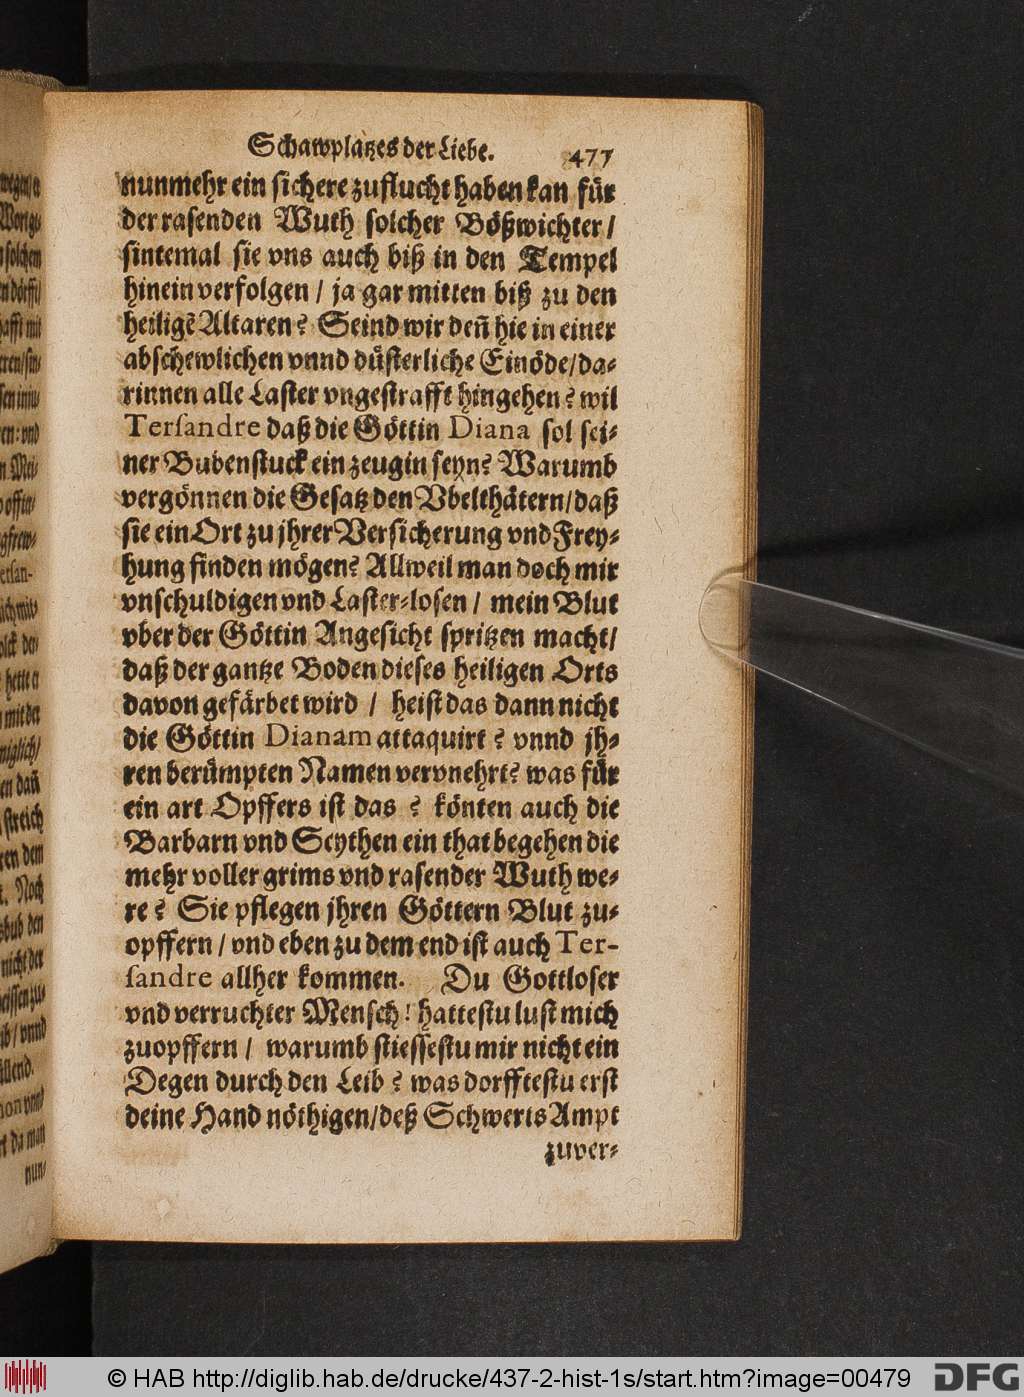 Schawplatzes der Liebe. 477
nunmehr ein sichere zuflucht haben kan für
der rasenden Wuth solcher Bößwichter /
sintemal sie vns auch biß in den Tempel
hinein verfolgen / ja gar mitten biß zu den
heiligẽ Altaren? Seind wir deñ hie in einer
abschewlichen vnnd düsterliche Einöde / da-
rinnen alle Laster vngestrafft hingehen? wil
Tersandre daß die Göttin Diana sol sei-
ner Bubenstuck ein zeugin seyn? Warumb
vergönnen die Gesatz den Vbelthätern / daß
sie ein Ort zu jhrer Versicherung vnd Frey-
hung finden mögen? Allweil man doch mir
vnschuldigen vnd Laster-losen / mein Blut
vber der Göttin Angesicht spritzen macht /
daß der gantze Boden dieses heiligen Orts
davon gefärbet wird / heist das dann nicht
die Göttin Dianam attaquirt? vnnd jh-
ren berümpten Namen vervnehrt? was für
ein art Opffers ist das? könten auch die
Barbarn vnd Scythen ein that begehen die
mehr voller grims vnd rasender Wuth we-
re? Sie pflegen jhren Göttern Blut zu-
opffern / vnd eben zu dem end ist auch Ter-
sandre allher kommen. Du Gottloser
vnd verruchter Mensch! hattestu lust mich
zuopffern / warumb stiessestu mir nicht ein
Degen durch den Leib? was dorfftestu erst
deine Hand nöthigen / deß Schwerts Ampt
zuver-
© HAB http://diglib.hab.de/drucke/437-2-hist-1s/start.htm?image=00479
DFG